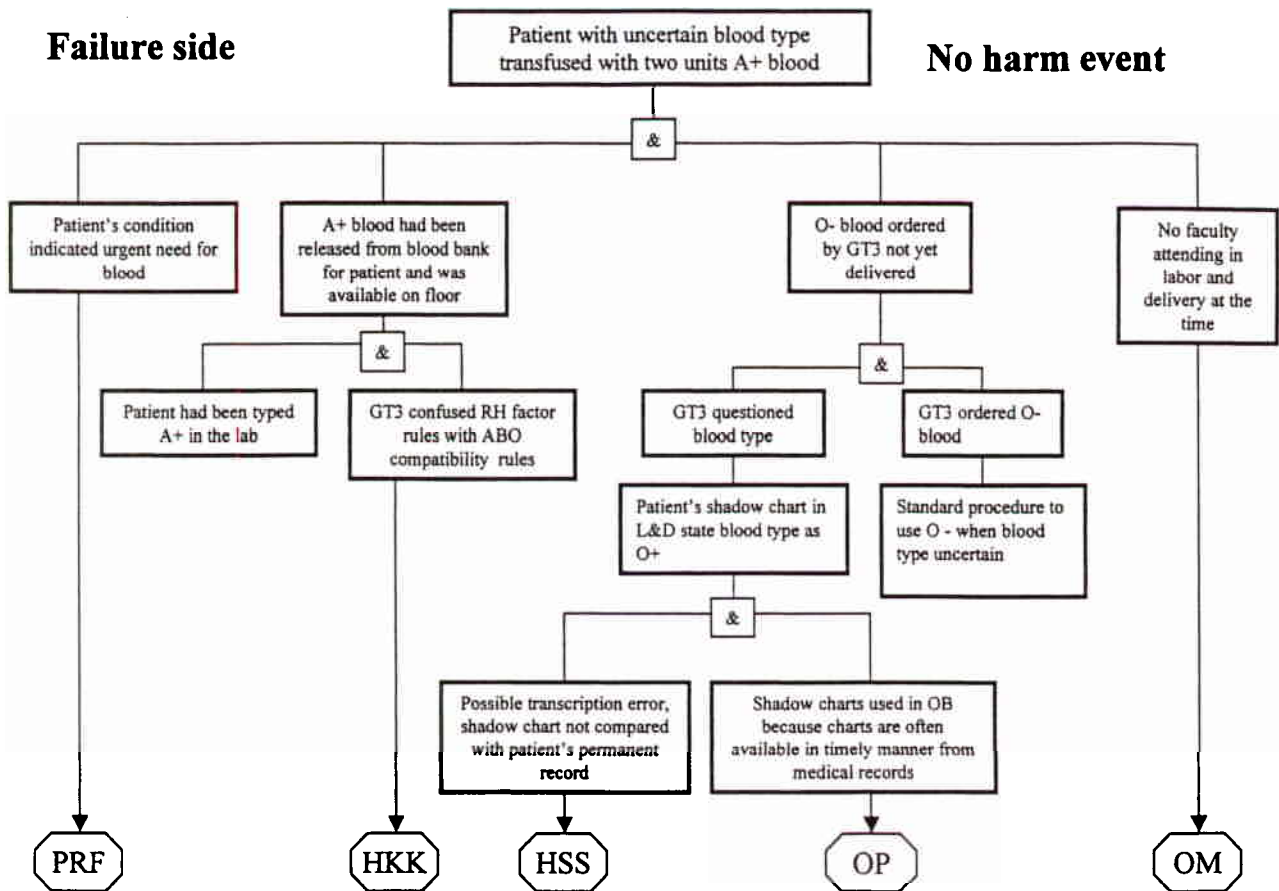 Failure side
Patient with uncertain blood type
transfused with two units A+ blood
No harm event
&
Patient's condition
indicated urgent need for
blood
A+ blood had been
released from blood bank
for patient and was
available on floor
O- blood ordered
by GT3 not yet
delivered
No faculty
attending in
labor and
delivery at the
time
&
&
Patient had been typed
A+ in the lab
GT3 confused RH factor
rules with ABO
compatibility rules
GT3 questioned
blood type
GT3 ordered O-
blood
Patient's shadow chart in
L&D state blood type as
O+
Standard procedure to
use O - when blood
type uncertain
&
Possible transcription error,
shadow chart not compared
with patient's permanent
record
Shadow charts used in OB
because charts are often
available in timely manner from
medical records
PRF
HKK
HSS
OP
OM